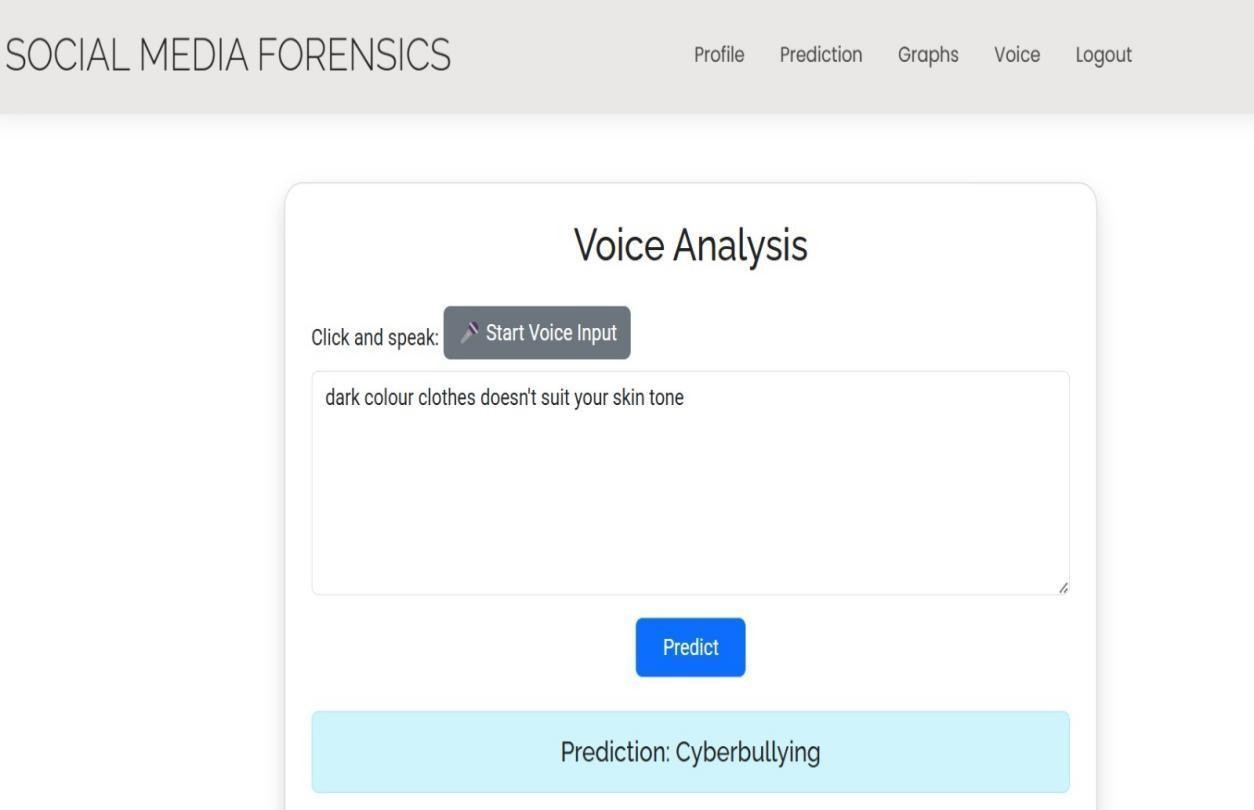 SOCIAL MEDIA FORENSICS Profile Prediction Graphs Voice Logout
Voice Analysis
Click and speak: Start Voice Input
dark colour clothes doesn't suit your skin tone
Predict
Prediction: Cyberbullying